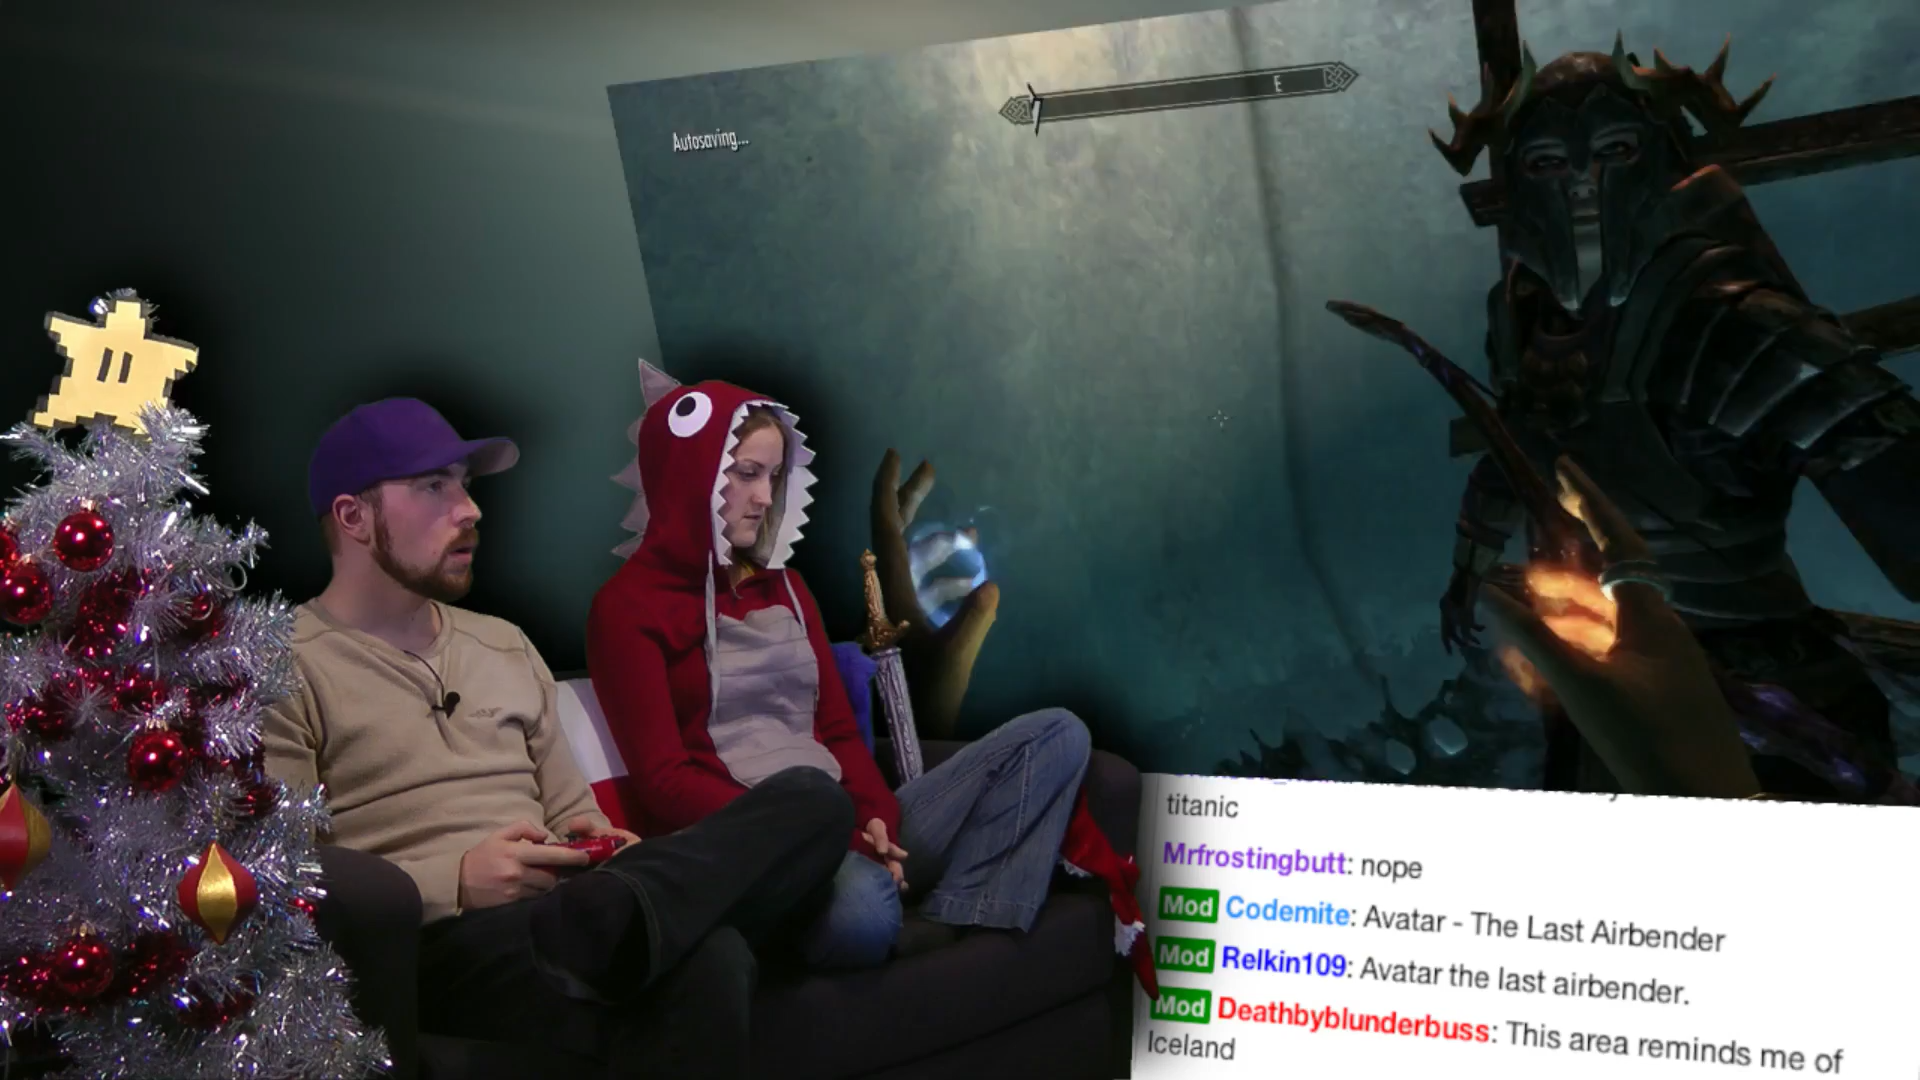 E
Autosaving...
titanic
Mrfrostingbutt: nope
Mod Codemite: Avatar - The Last Airbender
Mod Relkin109: Avatar the last airbender.
Mod Deathbyblunderbuss: This area reminds me of
Iceland